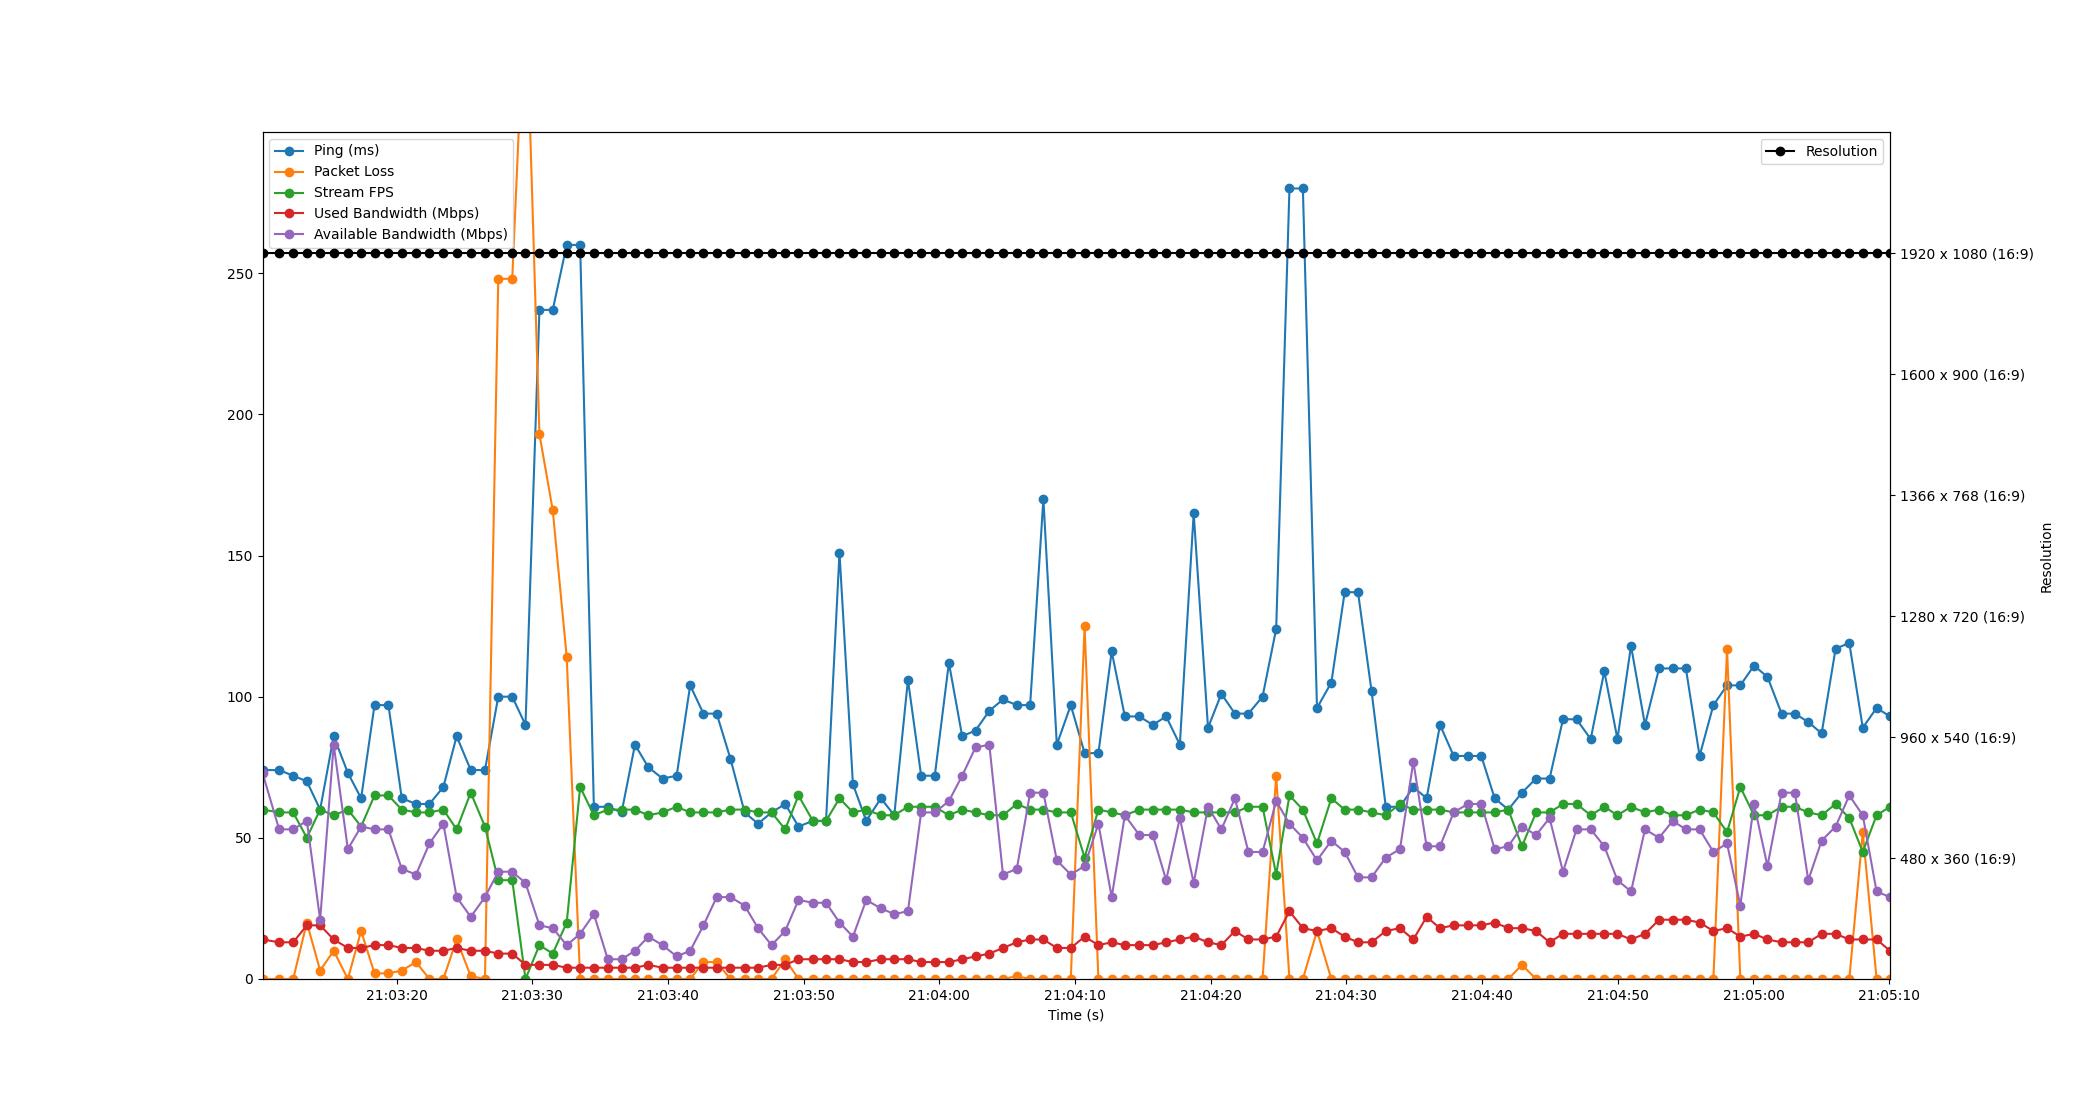 Ping (ms)
Packet Loss
Stream FPS
Used Bandwidth (Mbps)
Available Bandwidth (Mbps)
Resolution
250
200
150
100
50
0
1920 x 1080 (16:9)
1600 x 900 (16:9)
1366 x 768 (16:9)
1280 x 720 (16:9)
960 x 540 (16:9)
480 x 360 (16:9)
Resolution
21:03:20 21:03:30 21:03:40 21:03:50 21:04:00 21:04:10 21:04:20 21:04:30 21:04:40 21:04:50 21:05:00 21:05:10
Time (s)